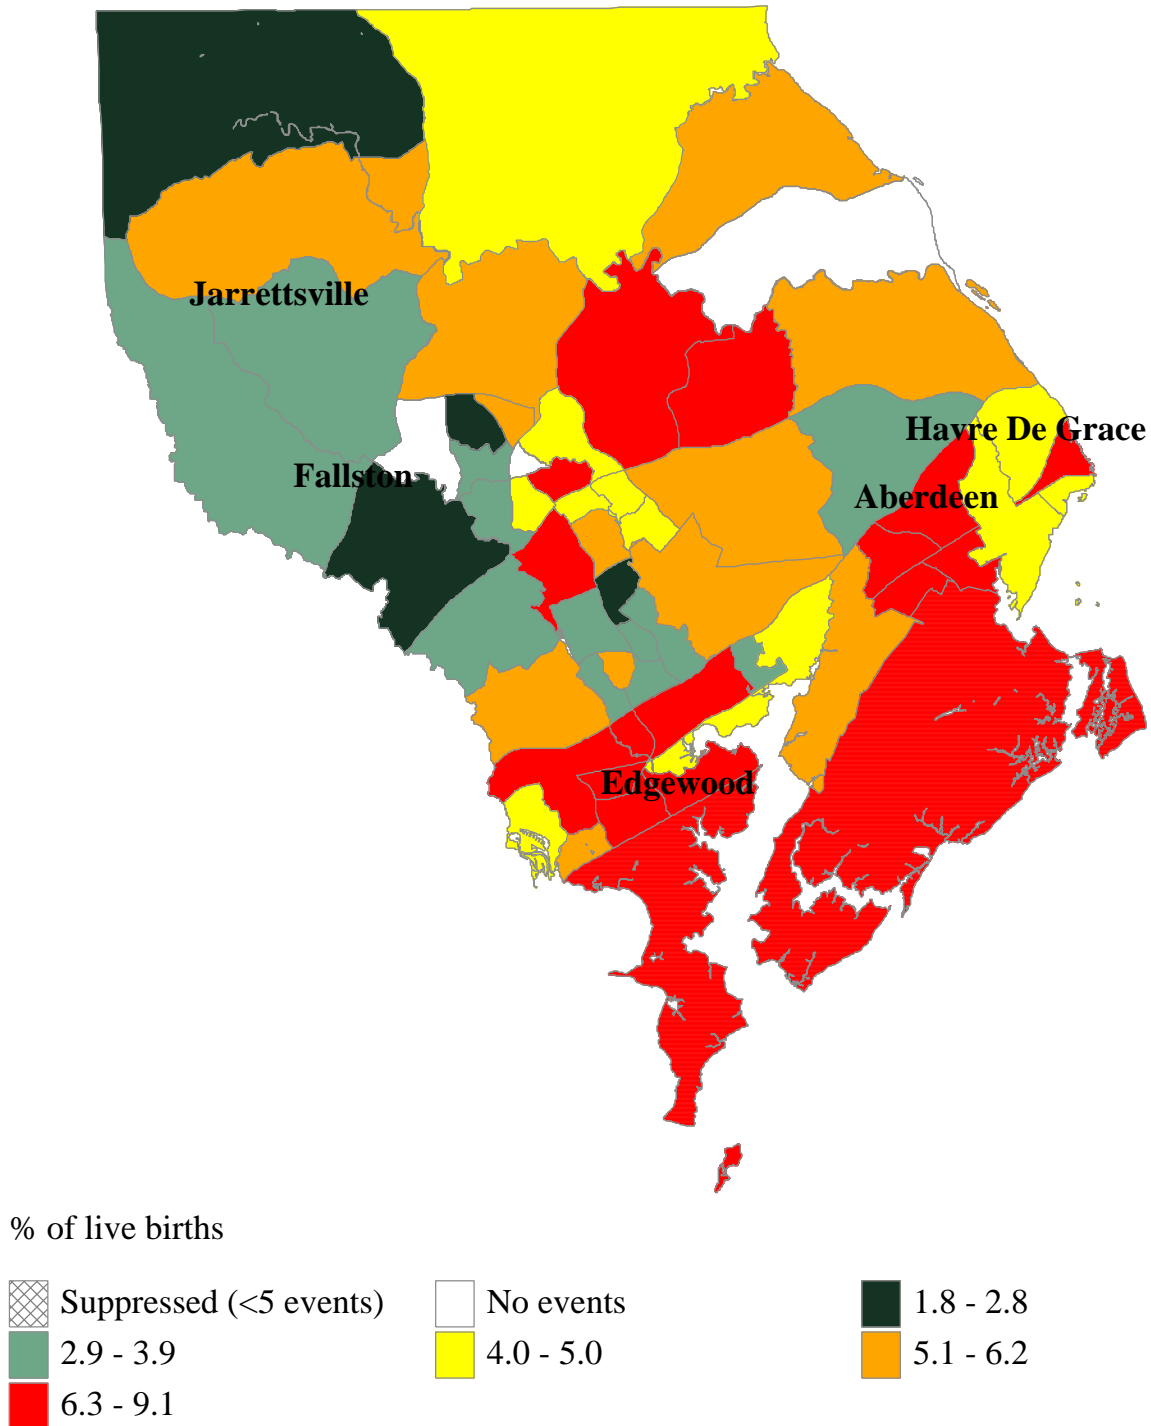 Jarrettsville
Havre De Grace
Fallston
Aberdeen
Edgewood
% of live births
Suppressed (<5 events)
No events
1.8 - 2.8
2.9 - 3.9
4.0 - 5.0
5.1 - 6.2
6.3 - 9.1